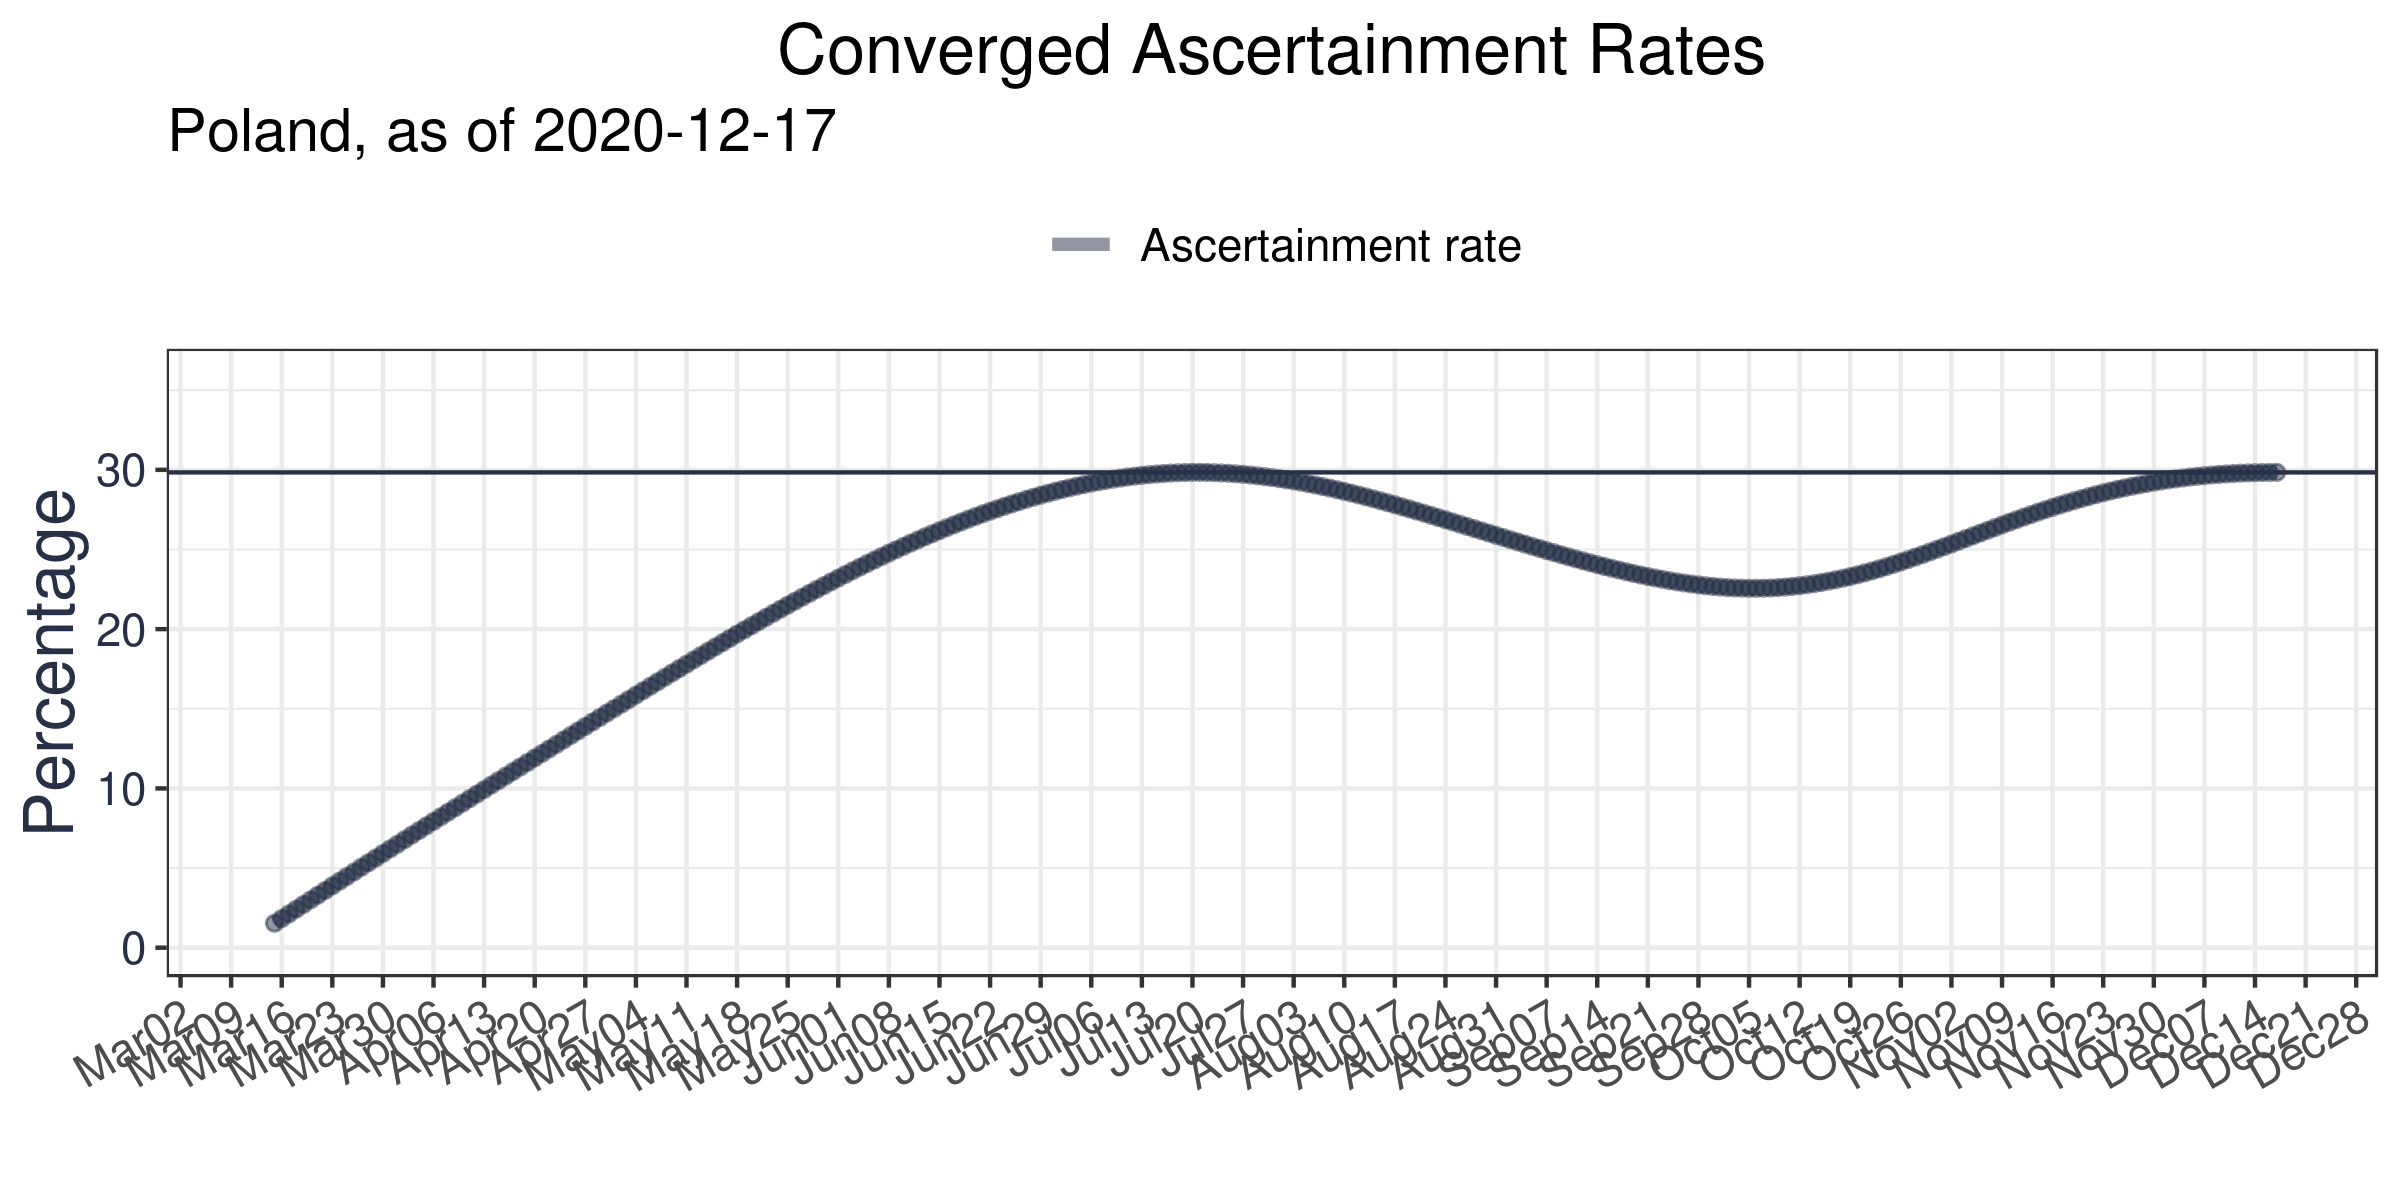 Converged Ascertainment Rates
Poland, as of 2020-12-17
Ascertainment rate
Percentage
30
20
10
0
Mar02
Mar09
Mar16
Mar23
Mar30
Apr06
Apr13
Apr20
Apr27
May04
May11
May18
May25
Jun01
Jun08
Jun15
Jun22
Jun29
Jul06
Jul13
Jul20
Jul27
Aug03
Aug10
Aug17
Aug24
Aug31
Sep07
Sep14
Sep21
Sep28
Oct05
Oct12
Oct19
Oct26
Nov02
Nov09
Nov16
Nov23
Nov30
Dec07
Dec14
Dec21
Dec28